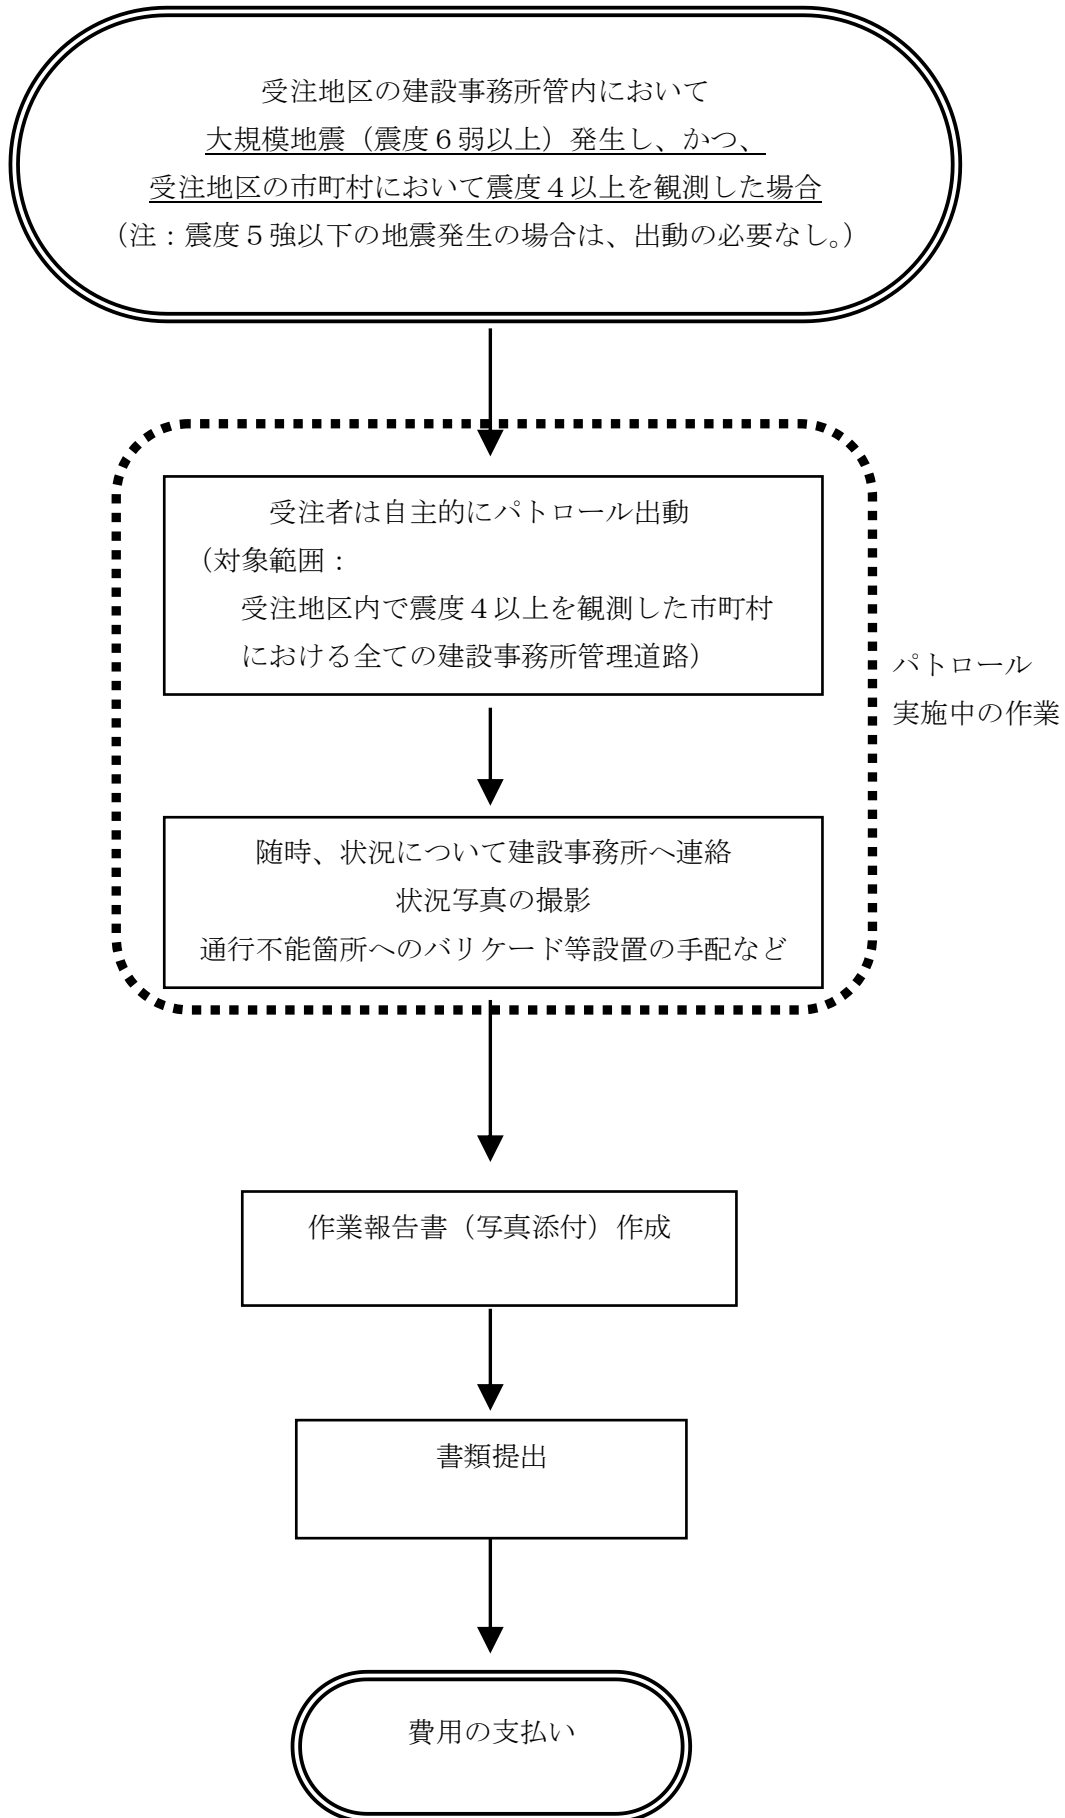 受注地区の建設事務所管内において
大規模地震（震度６弱以上）発生し、かつ、
受注地区の市町村において震度４以上を観測した場合
（注：震度５強以下の地震発生の場合は、出動の必要なし。）
受注者は自主的にパトロール出動
（対象範囲：
受注地区内で震度４以上を観測した市町村
における全ての建設事務所管理道路）
パトロール
実施中の作業
随時、状況について建設事務所へ連絡
状況写真の撮影
通行不能箇所へのバリケード等設置の手配など
作業報告書（写真添付）作成
書類提出
費用の支払い